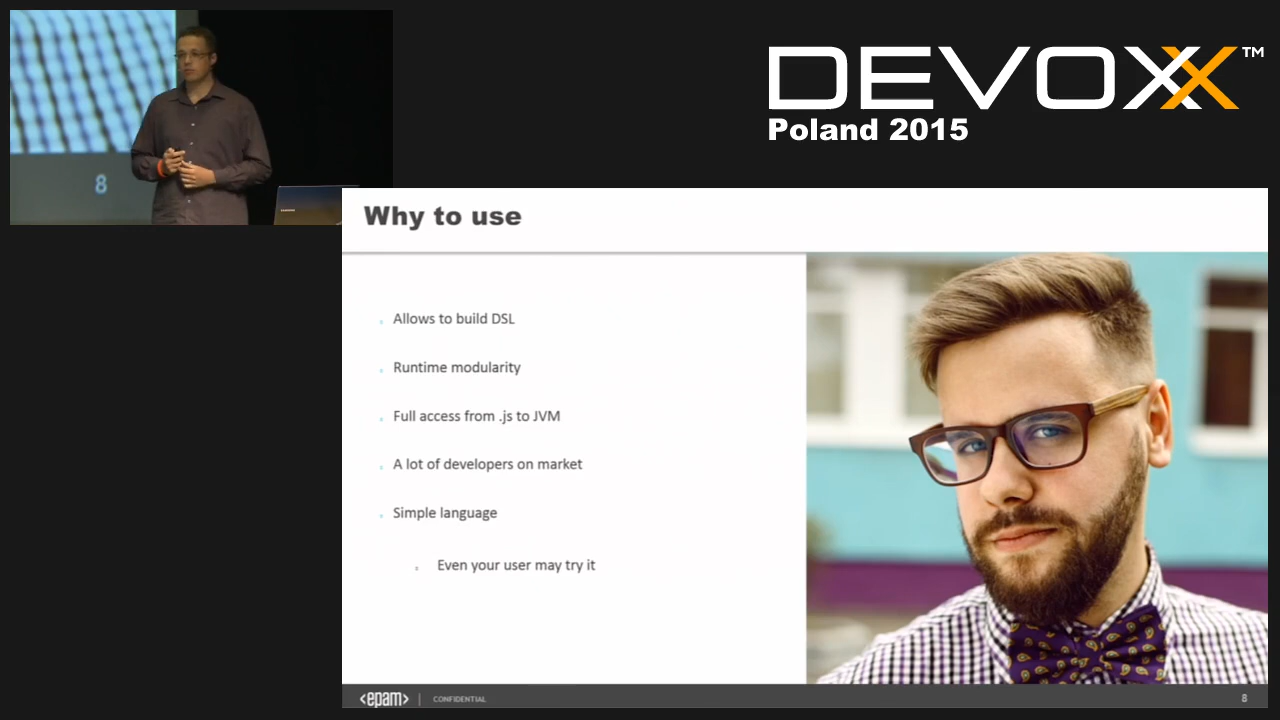 DEVOXX™
Poland 2015
8
Why to use
Allows to build DSL
Runtime modularity
Full access from .js to JVM
A lot of developers on market
Simple language
Even your user may try it
<epam> | CONFIDENTIAL
8